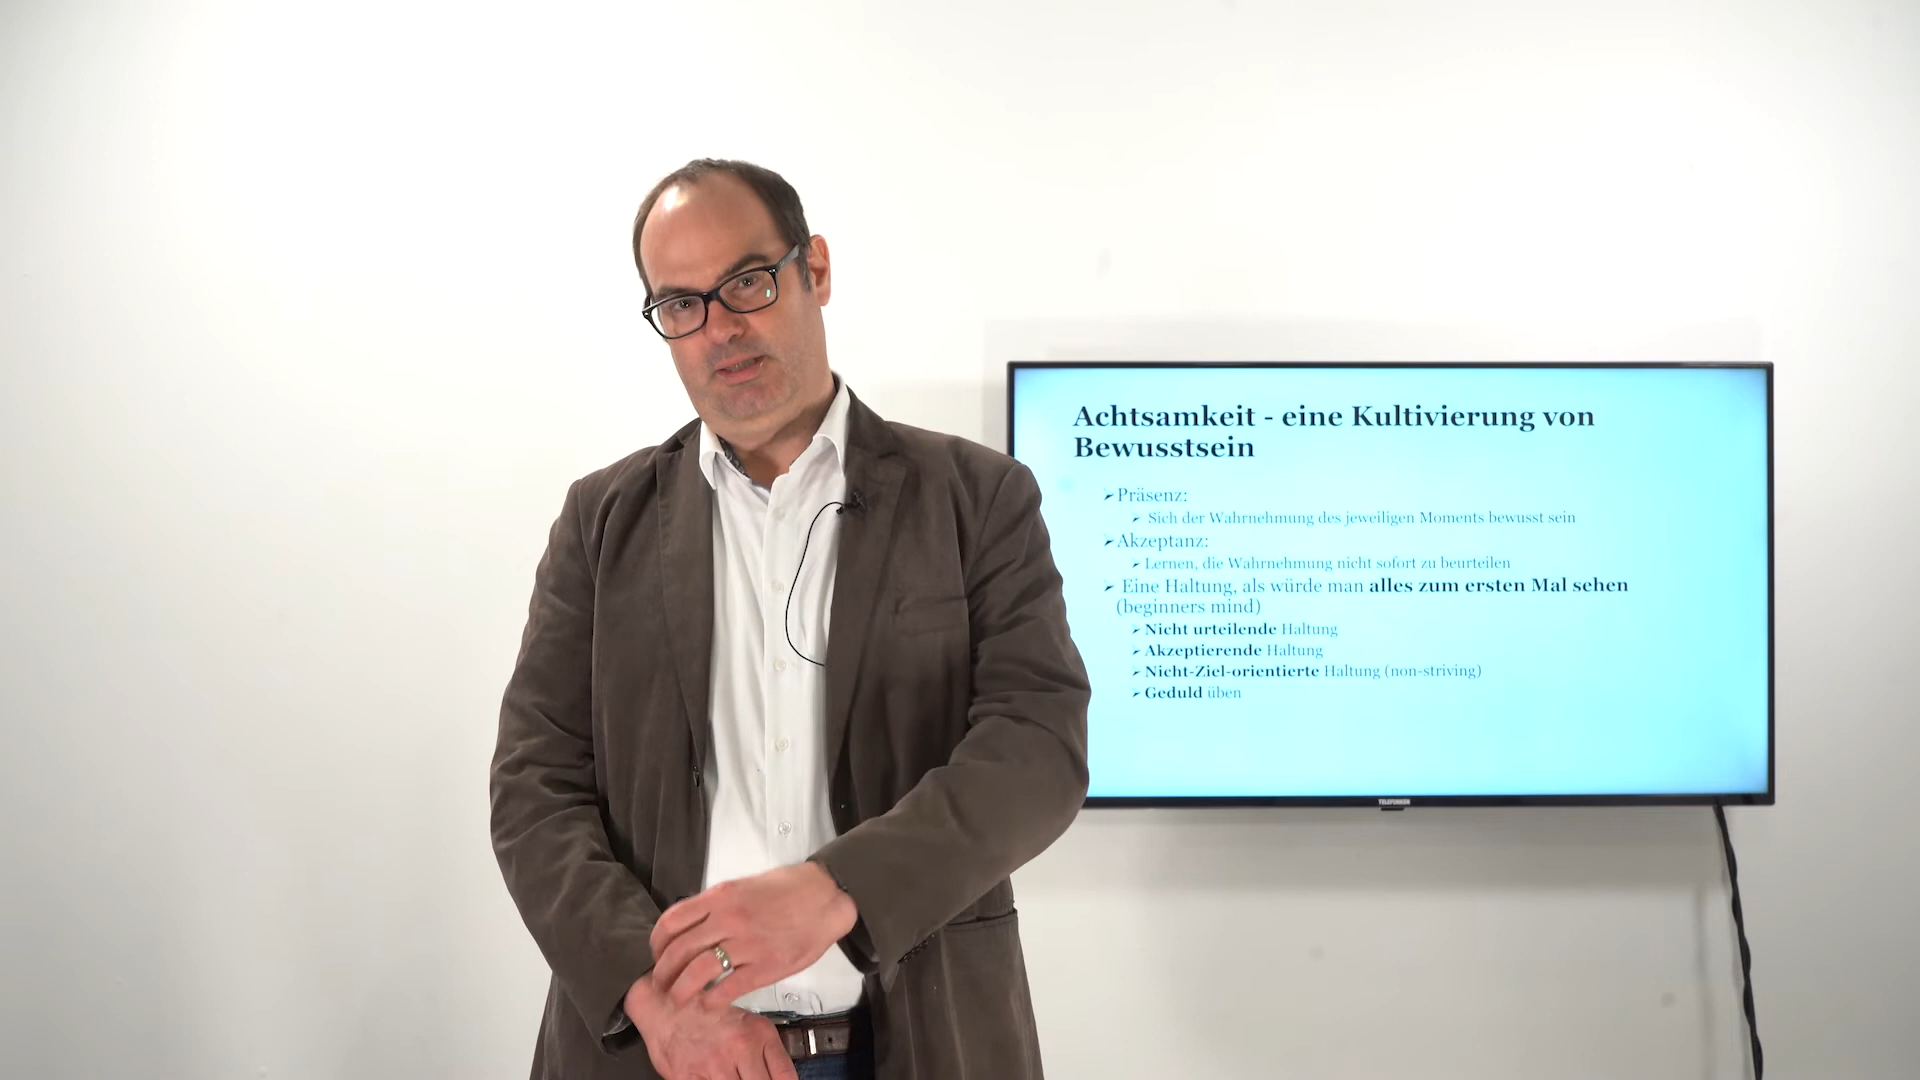 Achtsamkeit - eine Kultivierung von
Bewusstsein
➢Präsenz:
➢ Sich der Wahrnehmung des jeweiligen Moments bewusst sein
➢Akzeptanz:
➢Lernen, die Wahrnehmung nicht sofort zu beurteilen
➢ Eine Haltung, als würde man alles zum ersten Mal sehen
(beginners mind)
➢Nicht urteilende Haltung
➢Akzeptierende Haltung
➢Nicht-Ziel-orientierte Haltung (non-striving)
➢Geduld üben
TELEFUNKEN